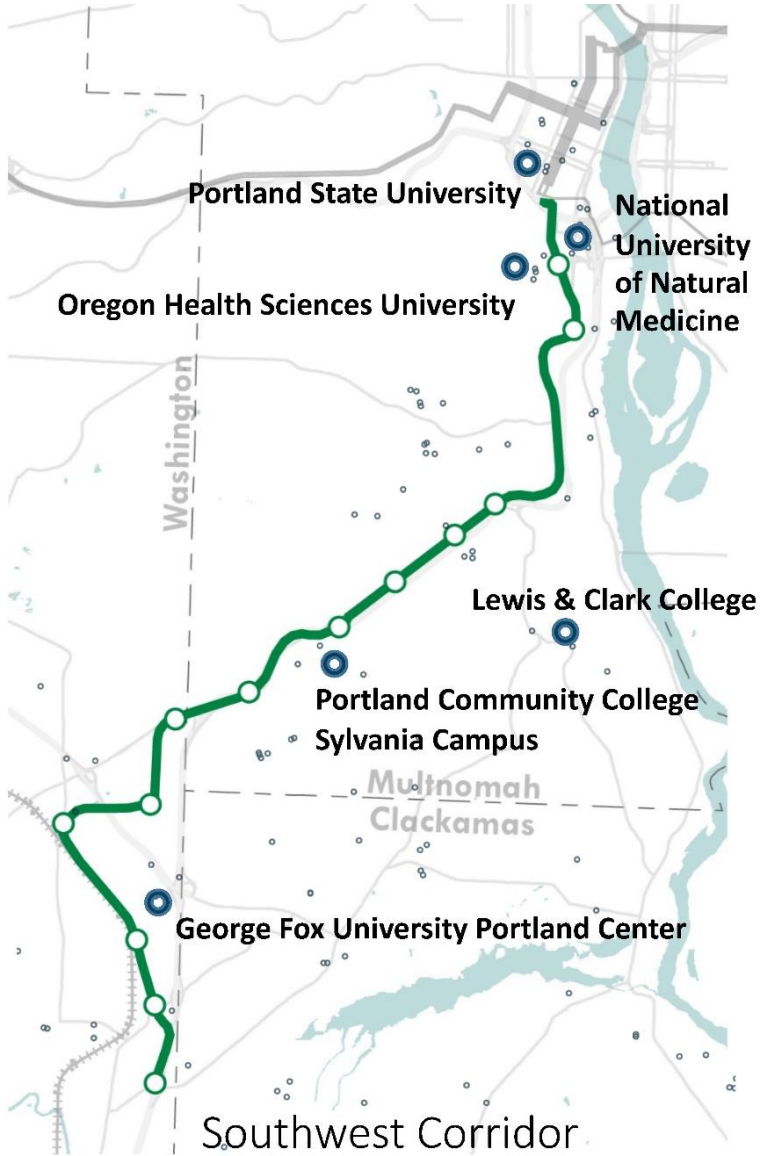 Portland State University
National
University
of Natural
Medicine
Oregon Health Sciences University
Washington
Lewis & Clark College
Portland Community College
Sylvania Campus
Multnomah
Clackamas
George Fox University Portland Center
Southwest Corridor